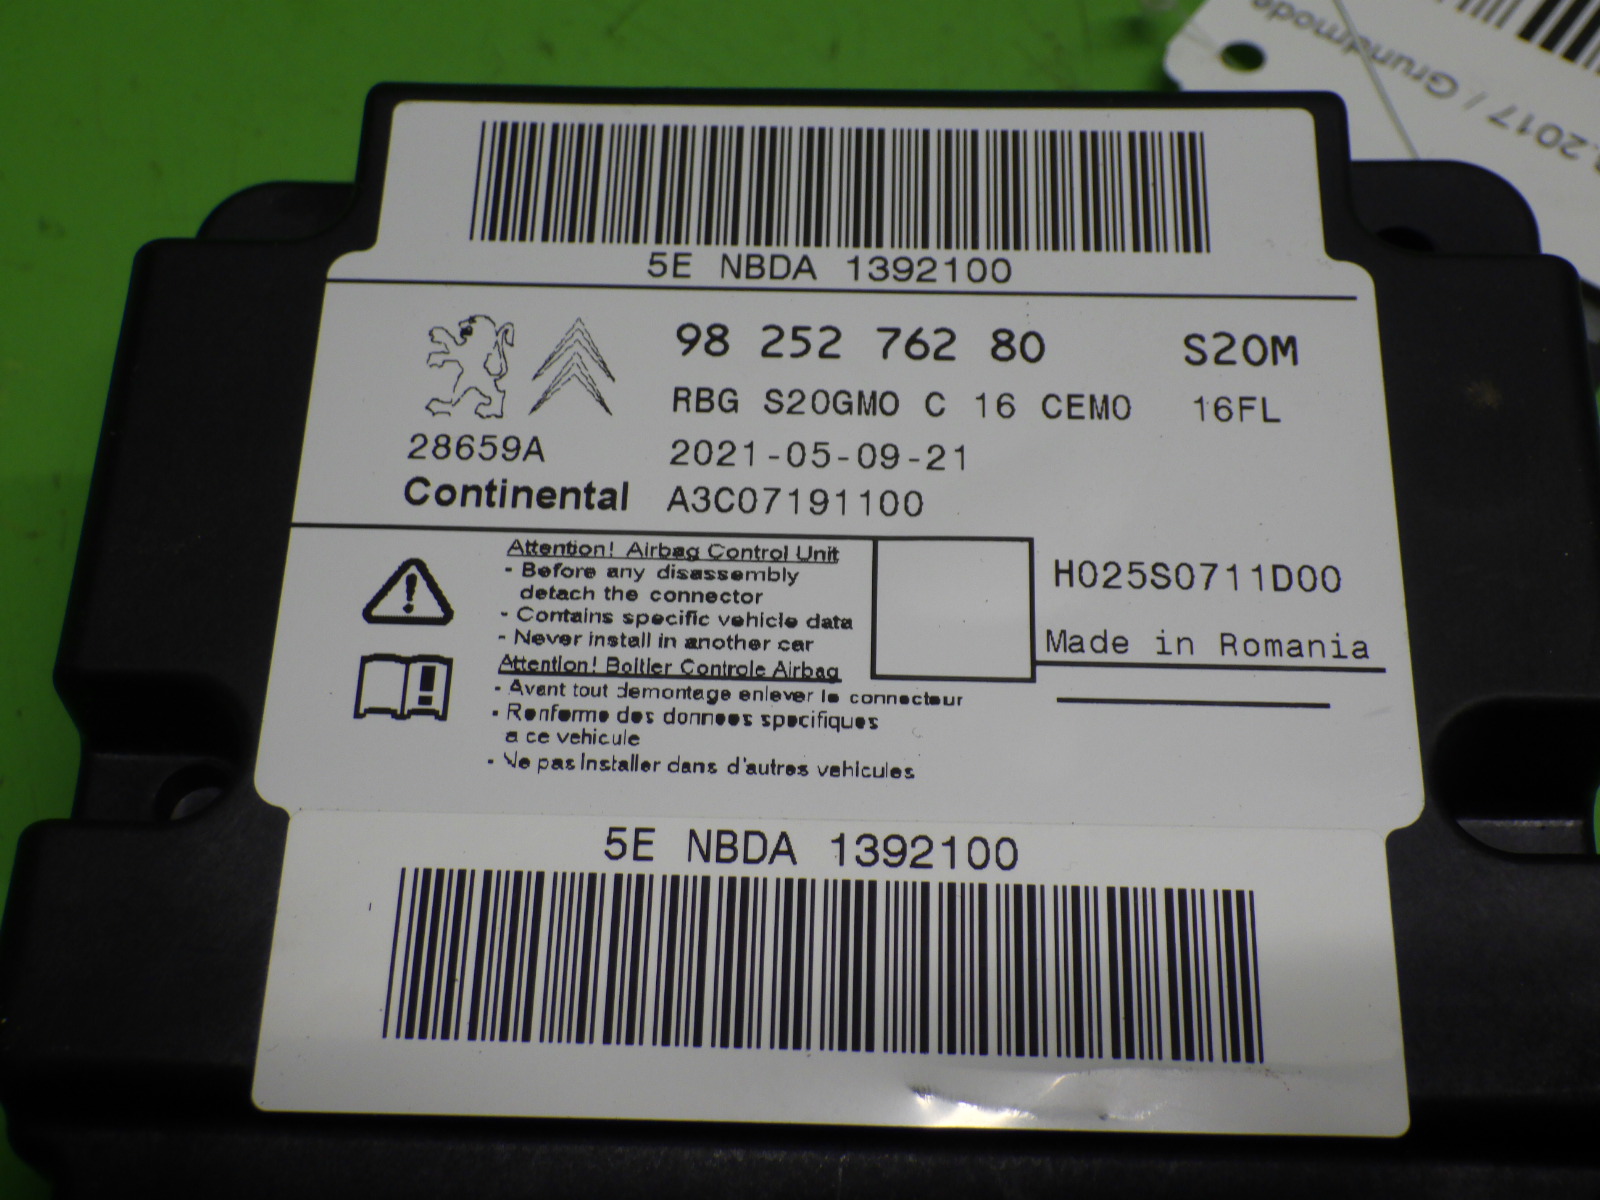 .2017 / Grundmode
5E NBDA 1392100
98 252 762 80 S20M
RBG S20GM0 C 16 CEM0 16FL
28659A 2021-05-09-21
Continental A3C07191100
Attention! Airbag Control Unit
- Before any disassembly
detach the connector
- Contains specific vehicle data
- Never install in another car
H025S0711D00
Made in Romania
Attention! Boitier Controle Airbag
- Avant tout demontage enlever le connecteur
- Renferme des donnees specifiques
a ce vehicule
- Ne pas installer dans d'autres vehicules
5E NBDA 1392100